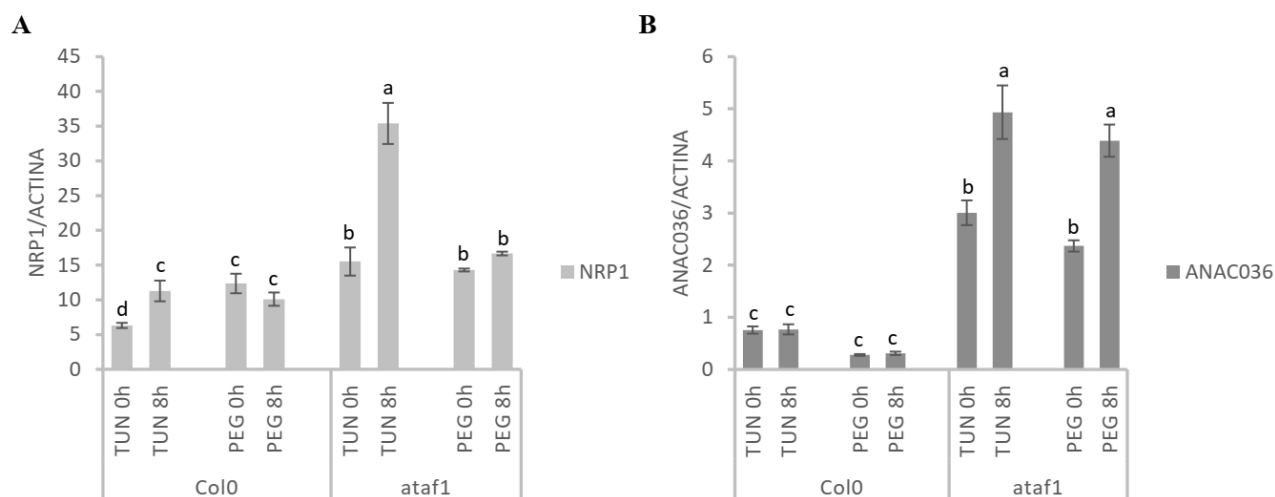 A
45
40
35
30
25
20
15
10
5
0
NRP1/ACTINA
d
c
c
c
b
a
b
b
TUN 0h
TUN 8h
PEG 0h
PEG 8h
TUN 0h
TUN 8h
PEG 0h
PEG 8h
Col0
ataf1
NRP1
B
6
5
4
3
2
1
0
ANAC036/ACTINA
c
c
c
c
b
a
b
a
TUN 0h
TUN 8h
PEG 0h
PEG 8h
TUN 0h
TUN 8h
PEG 0h
PEG 8h
Col0
ataf1
ANAC036